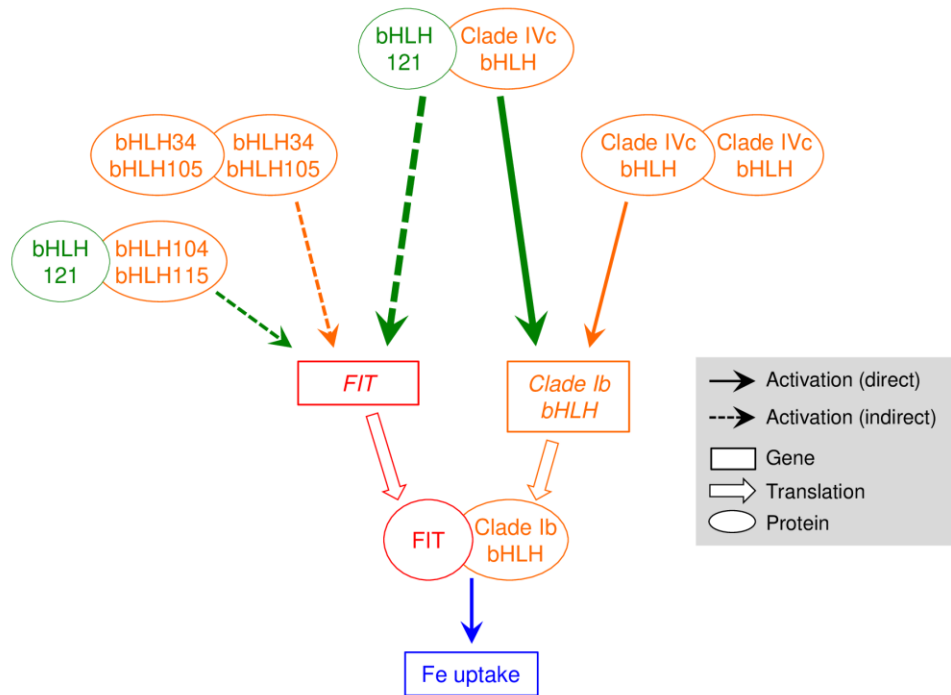 bHLH
121
Clade IVc
bHLH
bHLH34
bHLH105
bHLH34
bHLH105
Clade IVc
bHLH
Clade IVc
bHLH
bHLH
121
bHLH104
bHLH115
FIT
Clade Ib
bHLH
Activation (direct)
Activation (indirect)
Gene
Translation
Protein
FIT
Clade Ib
bHLH
Fe uptake